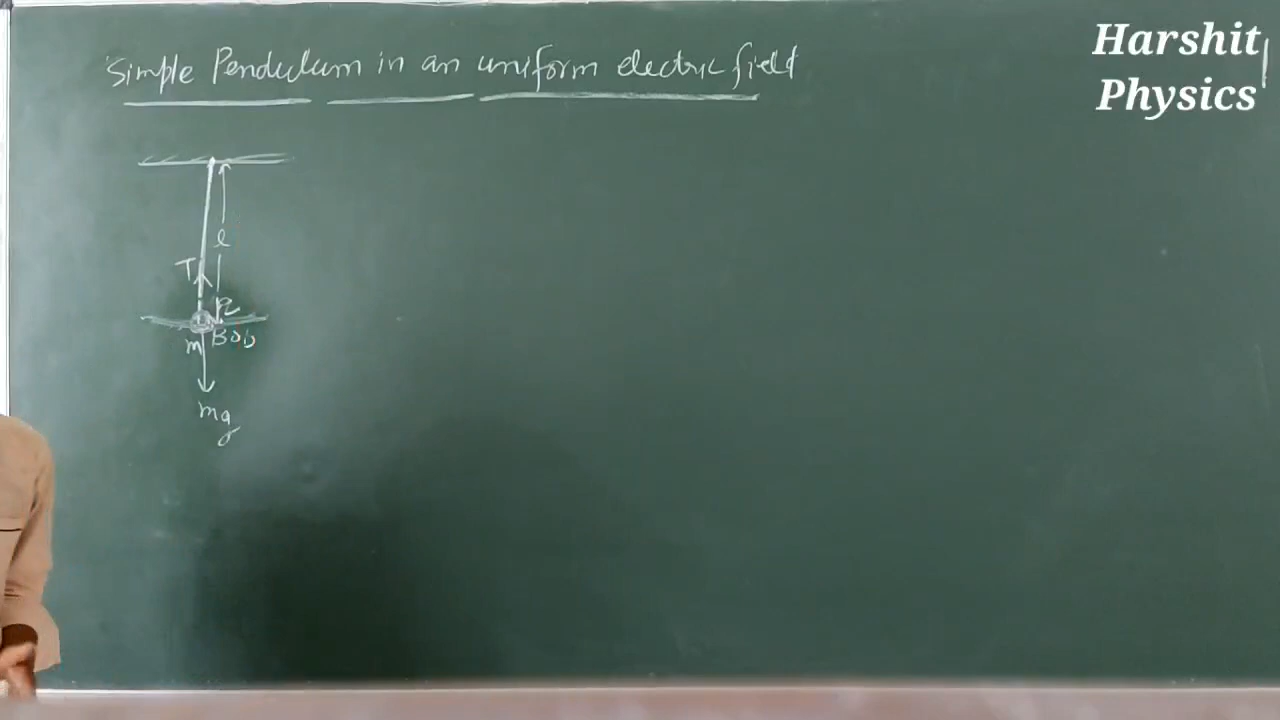 Simple Pendulum in an uniform electric field
Harshit
Physics
l
T
R
m Bob
mg